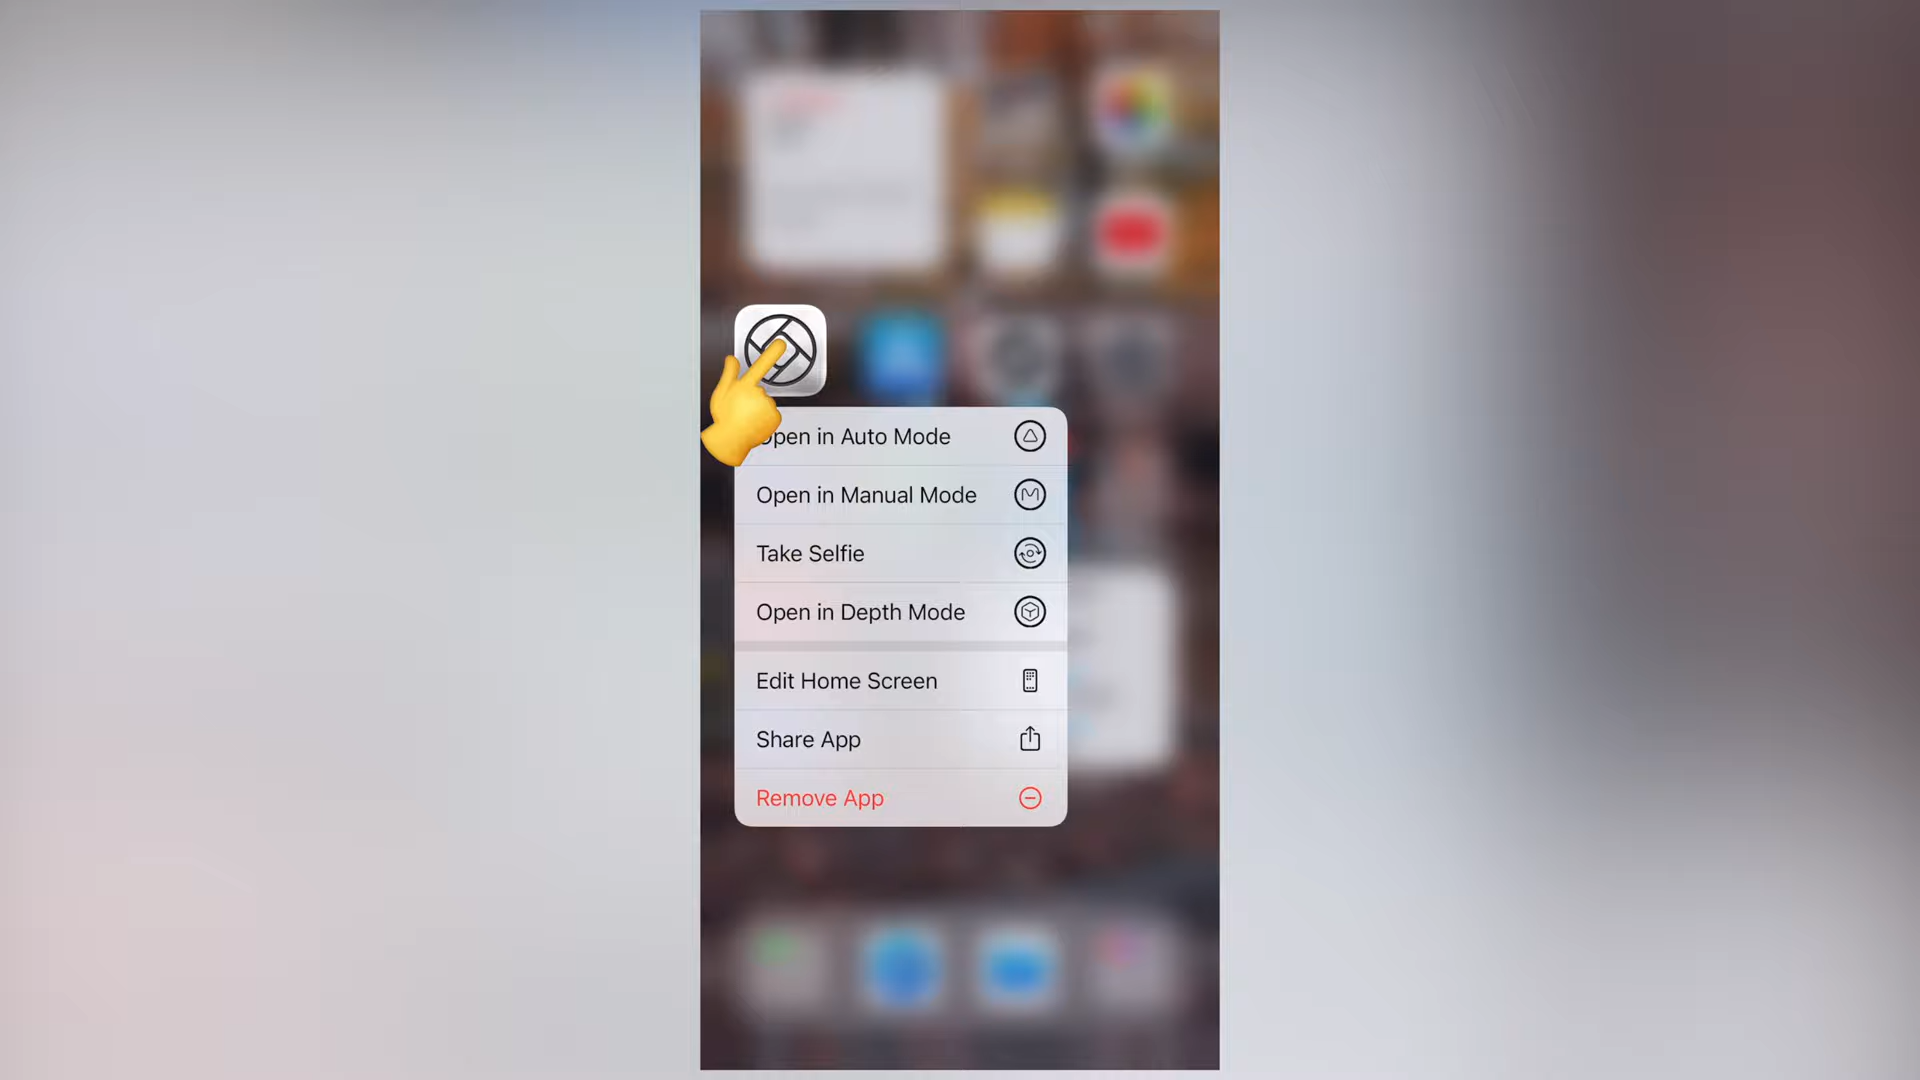 Open in Auto Mode
Open in Manual Mode
Take Selfie
Open in Depth Mode
Edit Home Screen
Share App
Remove App